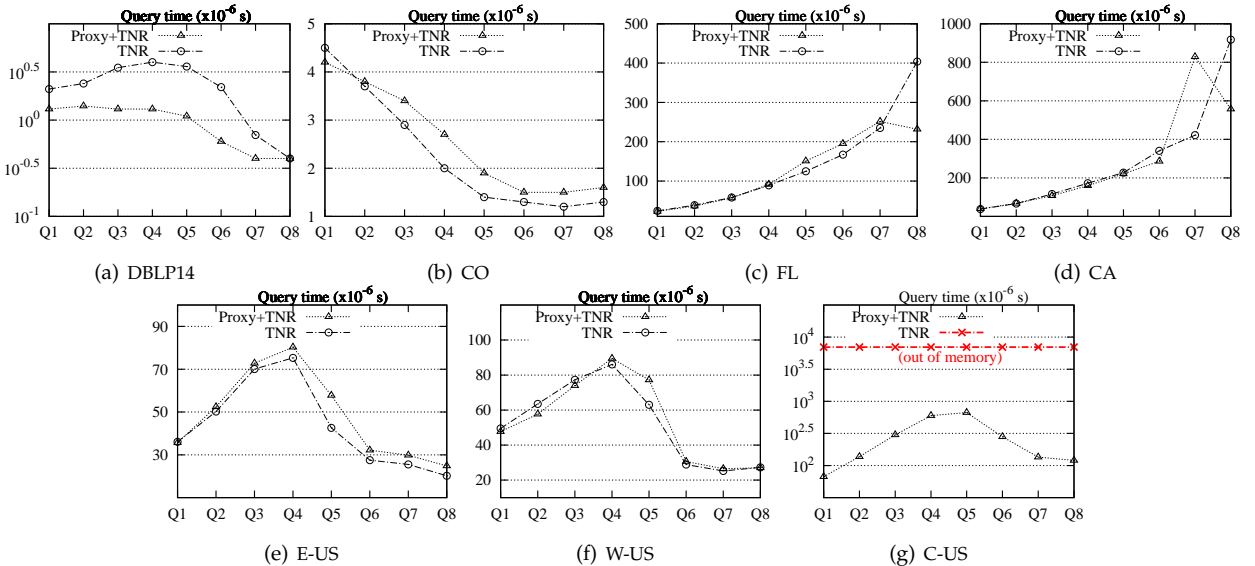 Query time (x10^-6 s)
Proxy+TNR
TNR
10^0.5
10^0
10^-0.5
10^-1
Q1 Q2 Q3 Q4 Q5 Q6 Q7 Q8
(a) DBLP14
Query time (x10^-6 s)
Proxy+TNR
TNR
5
4
3
2
1
Q1 Q2 Q3 Q4 Q5 Q6 Q7 Q8
(b) CO
Query time (x10^-6 s)
Proxy+TNR
TNR
500
400
300
200
100
Q1 Q2 Q3 Q4 Q5 Q6 Q7 Q8
(c) FL
Query time (x10^-6 s)
Proxy+TNR
TNR
1000
800
600
400
200
Q1 Q2 Q3 Q4 Q5 Q6 Q7 Q8
(d) CA
Query time (x10^-6 s)
Proxy+TNR
TNR
90
70
50
30
Q1 Q2 Q3 Q4 Q5 Q6 Q7 Q8
(e) E-US
Query time (x10^-6 s)
Proxy+TNR
TNR
100
80
60
40
20
Q1 Q2 Q3 Q4 Q5 Q6 Q7 Q8
(f) W-US
Query time (x10^-6 s)
Proxy+TNR
TNR
(out of memory)
10^4
10^3.5
10^3
10^2.5
10^2
Q1 Q2 Q3 Q4 Q5 Q6 Q7 Q8
(g) C-US